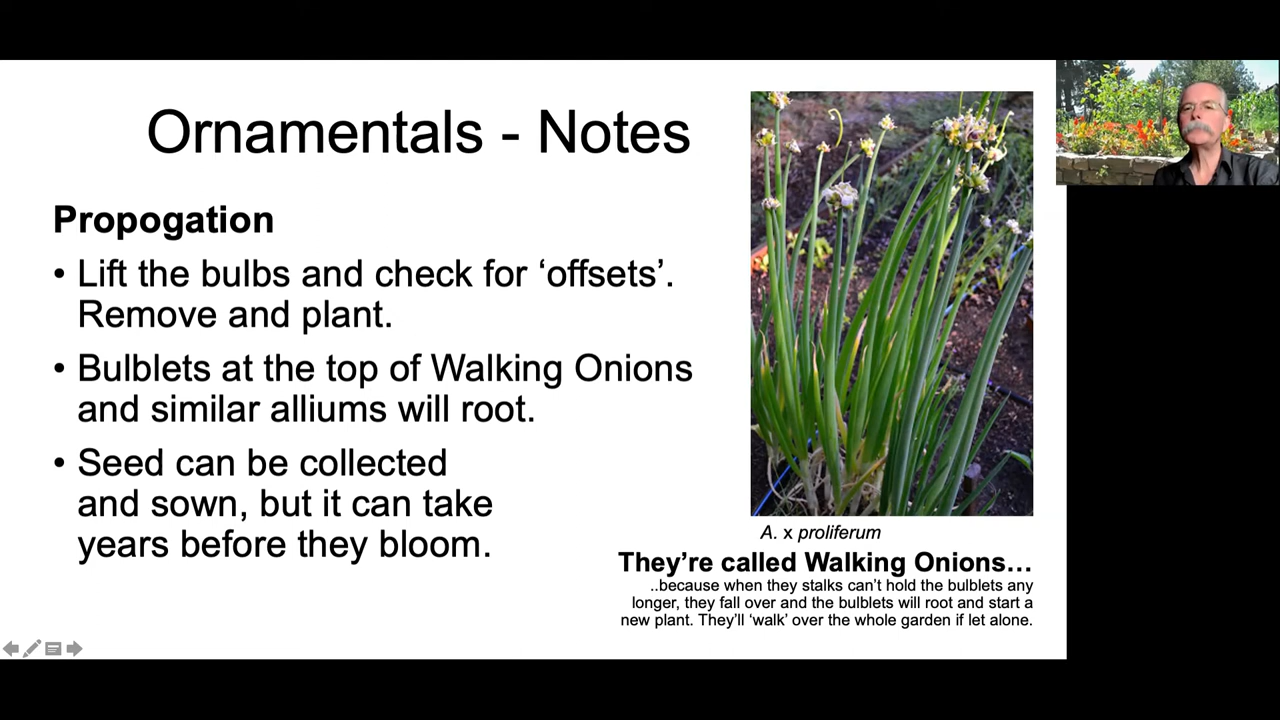 Ornamentals - Notes
Propogation
• Lift the bulbs and check for ‘offsets’.
Remove and plant.
• Bulblets at the top of Walking Onions
and similar alliums will root.
• Seed can be collected
and sown, but it can take
years before they bloom.
A. x proliferum
They’re called Walking Onions…
..because when they stalks can’t hold the bulblets any
longer, they fall over and the bulblets will root and start a
new plant. They’ll ‘walk’ over the whole garden if let alone.